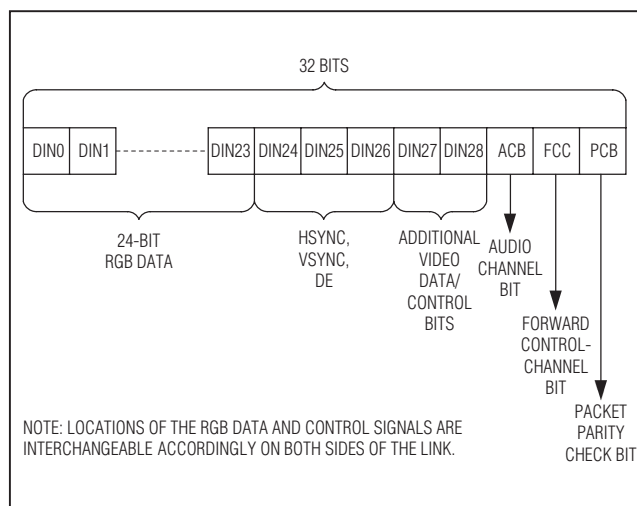 32 BITS
DIN0 DIN1 DIN23 DIN24 DIN25 DIN26 DIN27 DIN28 ACB FCC PCB
24-BIT
RGB DATA
HSYNC,
VSYNC,
DE
ADDITIONAL
VIDEO
DATA/
CONTROL
BITS
AUDIO
CHANNEL
BIT
FORWARD
CONTROL-
CHANNEL
BIT
PACKET
PARITY
CHECK BIT
NOTE: LOCATIONS OF THE RGB DATA AND CONTROL SIGNALS ARE
INTERCHANGEABLE ACCORDINGLY ON BOTH SIDES OF THE LINK.